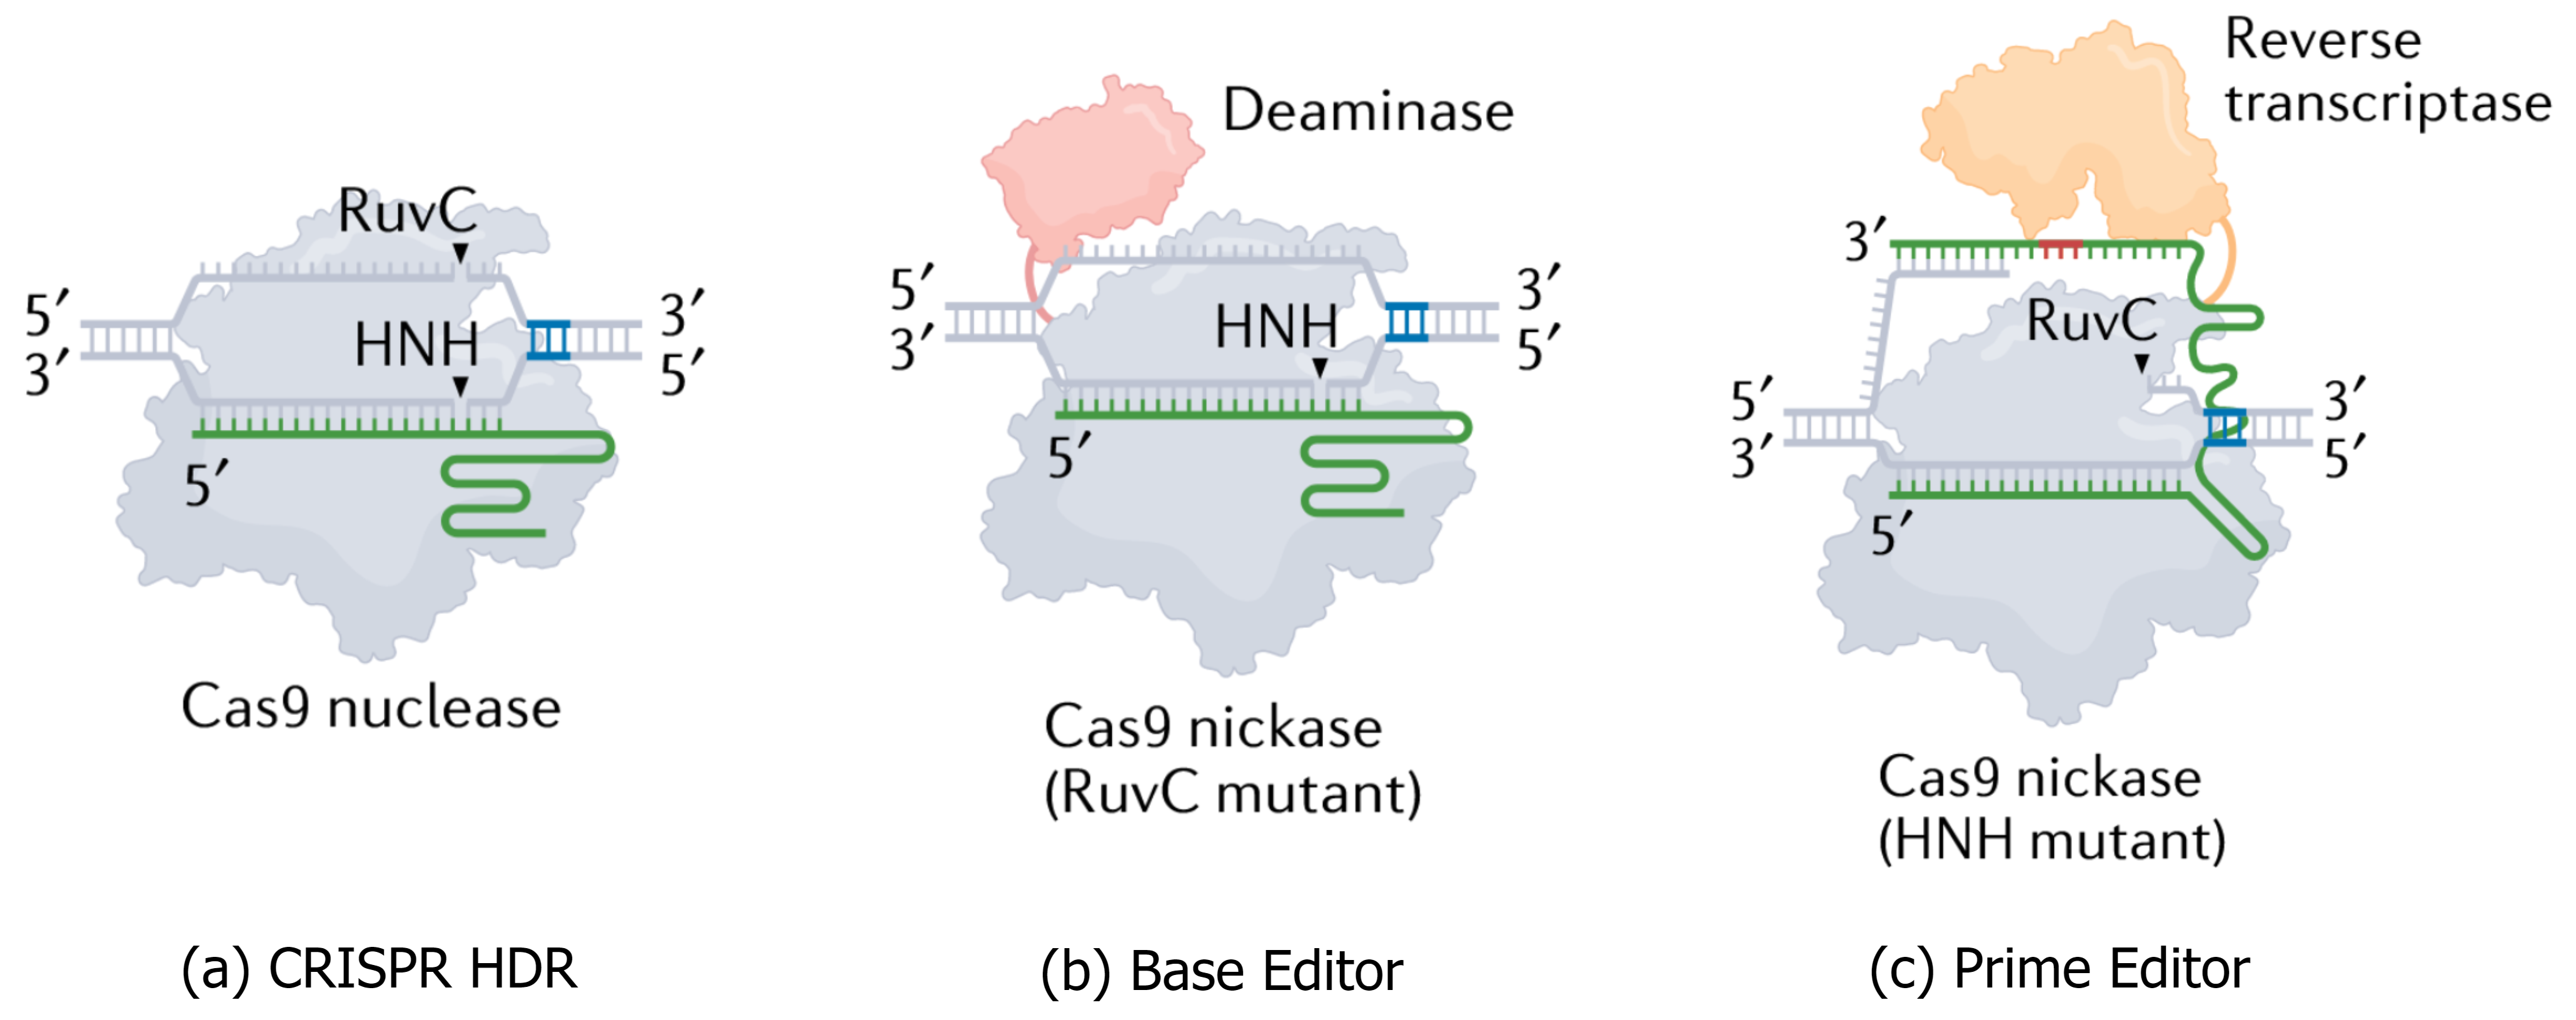 RuvC
HNH
5′
3′
3′
5′
5′
Cas9 nuclease
(a) CRISPR HDR
Deaminase
5′
3′
HNH
3′
5′
5′
Cas9 nickase
(RuvC mutant)
(b) Base Editor
Reverse
transcriptase
3′
RuvC
5′
3′
3′
5′
5′
Cas9 nickase
(HNH mutant)
(c) Prime Editor